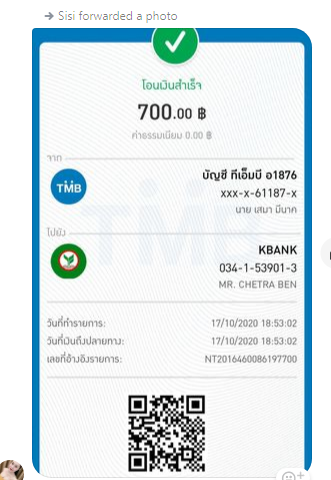 Sisi forwarded a photo
โอนเงินสำเร็จ
700.00 ฿
ค่าธรรมเนียม 0.00 ฿
จาก
TMB
บัญชี ทีเอ็มบี อ1876
xxx-x-61187-x
นาย เสมา มีนาค
ไปยัง
KBANK
034-1-53901-3
MR. CHETRA BEN
TMB
วันที่ทำรายการ: 17/10/2020 18:53:02
วันที่เงินถึงปลายทาง: 17/10/2020 18:53:02
เลขที่อ้างอิงรายการ: NT2016460086197700